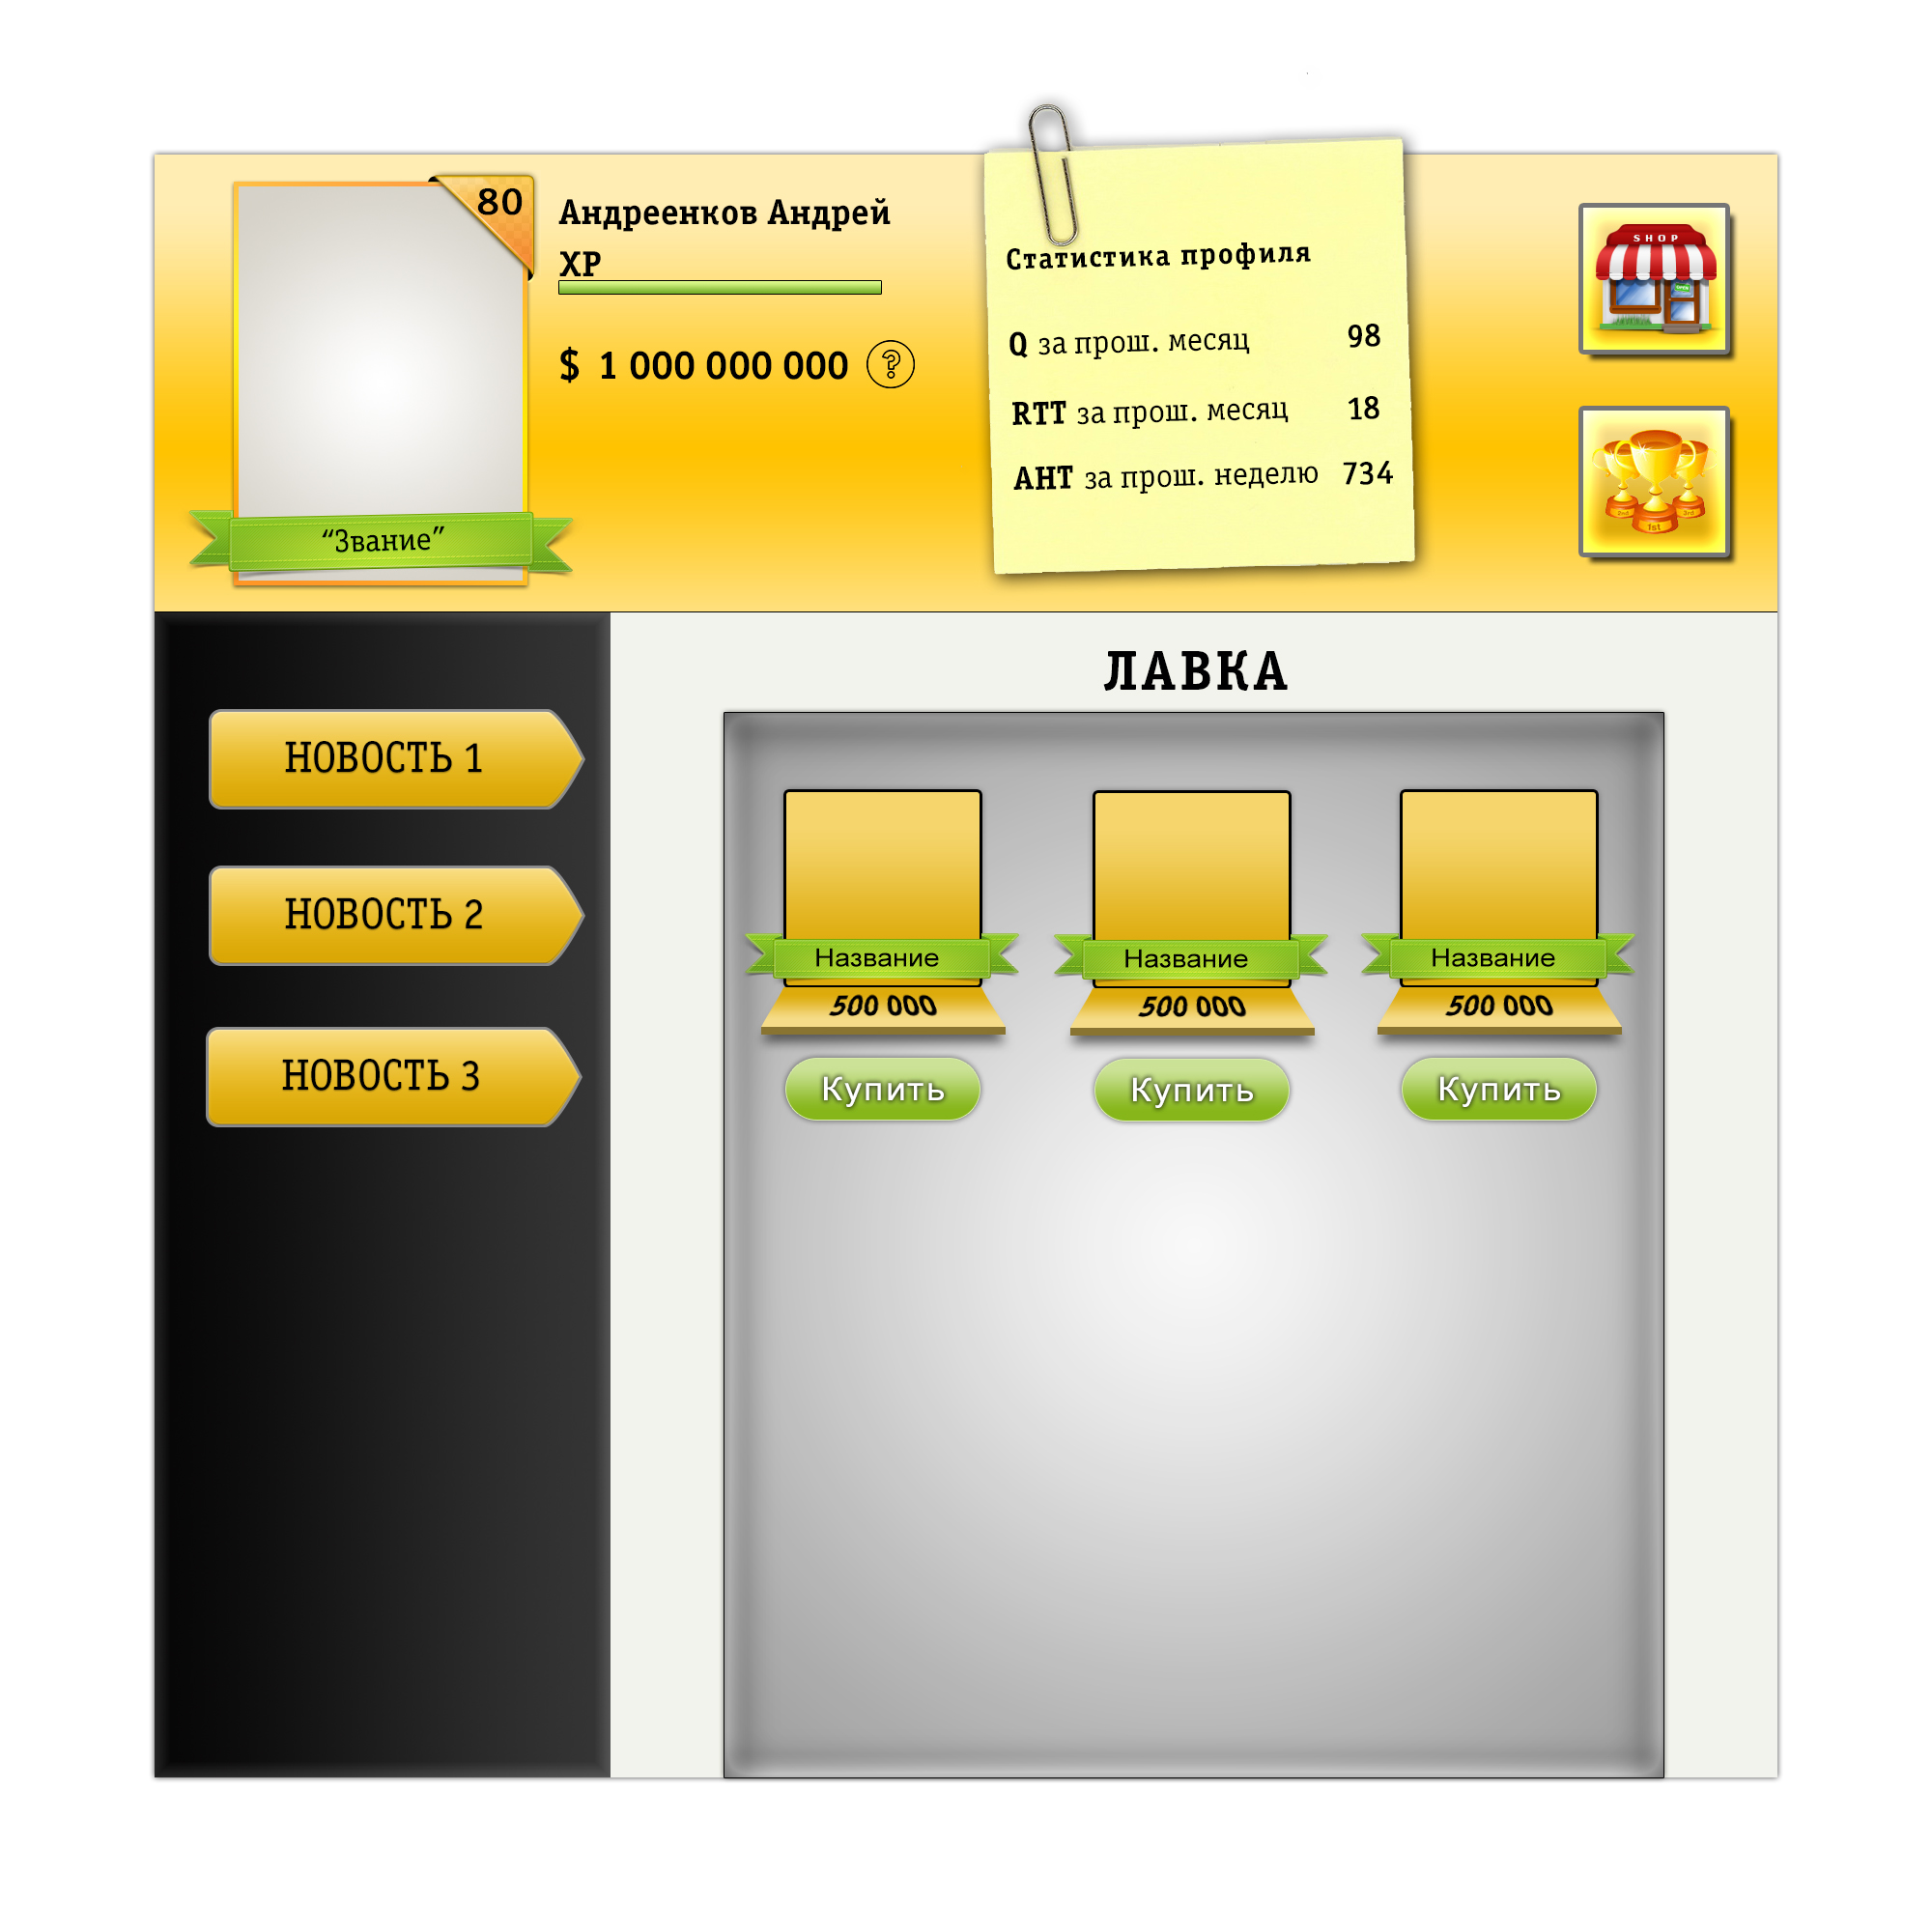 80
Андреенков Андрей
XP
$ 1 000 000 000 ?
“Звание”
Статистика профиля
Q за прош. месяц 98
RTT за прош. месяц 18
AHT за прош. неделю 734
SHOP
OPEN
2nd 1st 3rd
НОВОСТЬ 1
НОВОСТЬ 2
НОВОСТЬ 3
ЛАВКА
Название Название Название
500 000 500 000 500 000
Купить Купить Купить